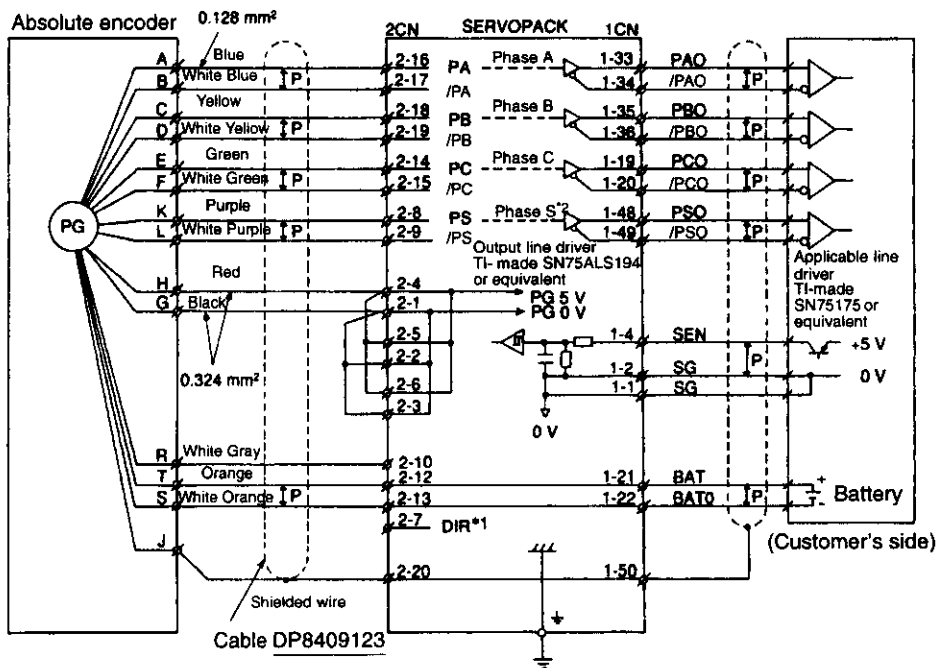 Absolute encoder
0.128 mm²
2CN SERVOPACK 1CN
A Blue 2-16 PA Phase A 1-33 PAO
B White Blue P 2-17 /PA 1-34 /PAO P
C Yellow 2-18 PB Phase B 1-35 PBO
D White Yellow P 2-19 /PB 1-36 /PBO P
E Green 2-14 PC Phase C 1-19 PCO
F White Green P 2-15 /PC 1-20 /PCO P
PG
K Purple 2-8 PS Phase S*2 1-48 PSO
L White Purple P 2-9 /PS 1-49 /PSO P
Output line driver
TI- made SN75ALS194
or equivalent
Applicable line
driver
TI-made
SN75175 or
equivalent
H Red 2-4 PG 5 V
G Black 2-1 PG 0 V
0.324 mm²
2-5
2-2
2-6
2-3
1-4 SEN +5 V
P
1-2 SG 0 V
1-1 SG
0 V
R White Gray 2-10
T Orange 2-12 1-21 BAT +
S White Orange P 2-13 1-22 BAT0 P -
Battery
2-7 DIR*1
(Customer's side)
J
2-20 1-50
Shielded wire
Cable DP8409123